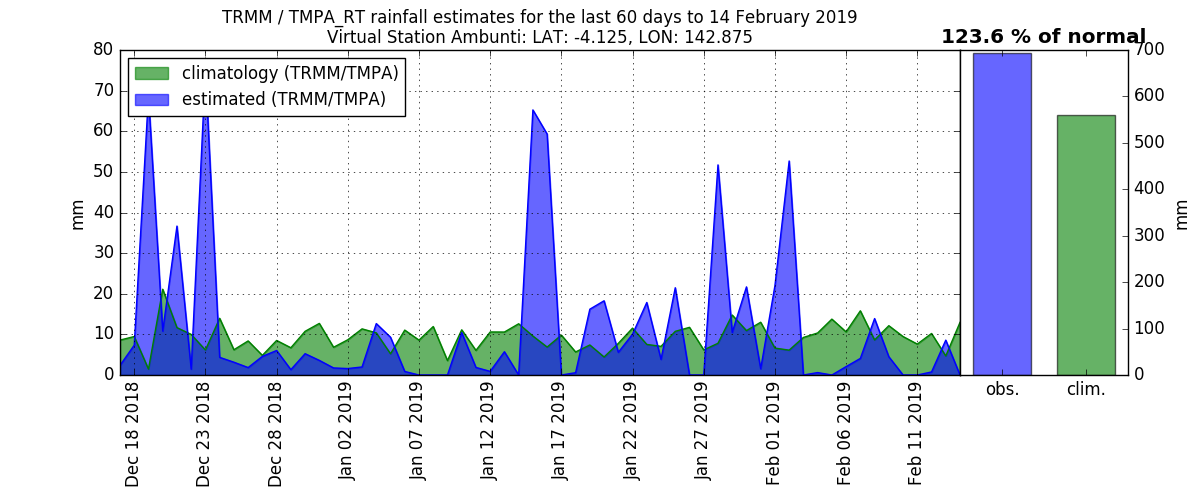 TRMM / TMPA_RT rainfall estimates for the last 60 days to 14 February 2019
Virtual Station Ambunti: LAT: -4.125, LON: 142.875
123.6 % of normal
climatology (TRMM/TMPA)
estimated (TRMM/TMPA)
80
70
60
50
40
30
20
10
0
mm
Dec 18 2018
Dec 23 2018
Dec 28 2018
Jan 02 2019
Jan 07 2019
Jan 12 2019
Jan 17 2019
Jan 22 2019
Jan 27 2019
Feb 01 2019
Feb 06 2019
Feb 11 2019
obs.
clim.
700
600
500
400
300
200
100
0
mm